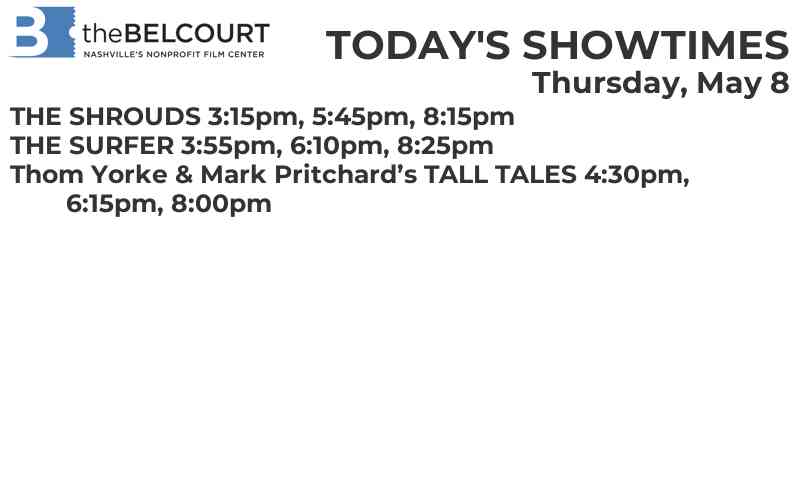 B theBELCOURT
NASHVILLE'S NONPROFIT FILM CENTER
TODAY'S SHOWTIMES
Thursday, May 8
THE SHROUDS 3:15pm, 5:45pm, 8:15pm
THE SURFER 3:55pm, 6:10pm, 8:25pm
Thom Yorke & Mark Pritchard’s TALL TALES 4:30pm,
6:15pm, 8:00pm